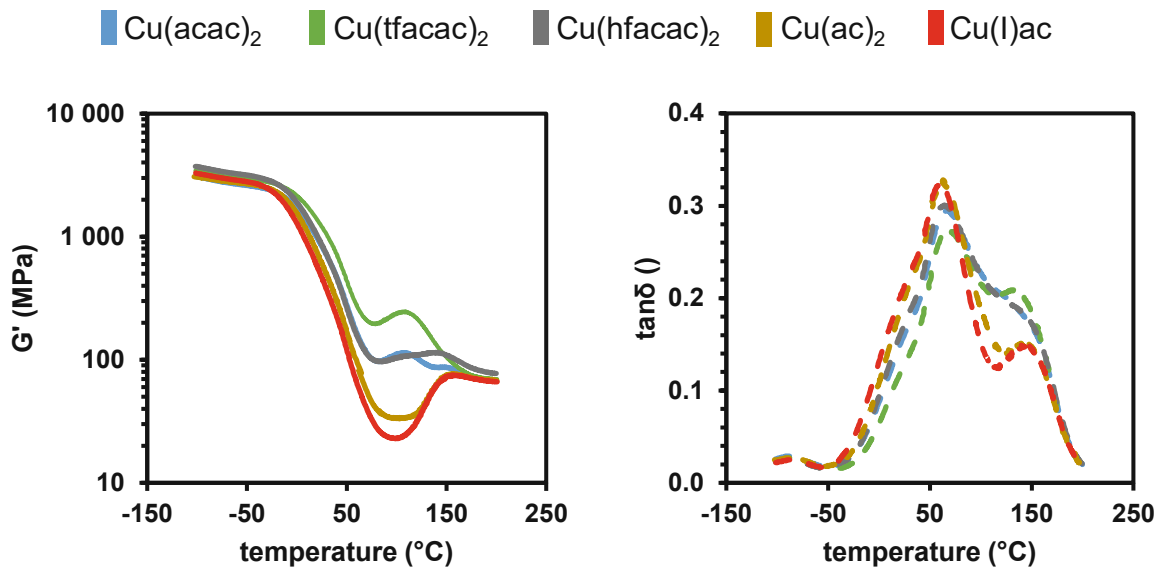 Cu(acac)₂ Cu(tfacac)₂ Cu(hfacac)₂ Cu(ac)₂ Cu(I)ac
G' (MPa)
10 000
1 000
100
10
-150 -50 50 150 250
temperature (°C)
tanδ ()
0.4
0.3
0.2
0.1
0.0
-150 -50 50 150 250
temperature (°C)